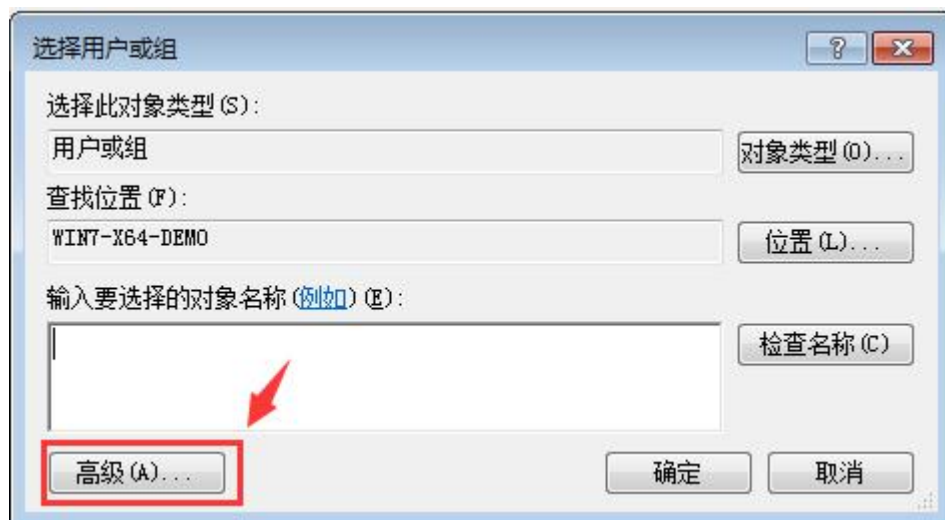 选择用户或组
选择此对象类型(S):
用户或组
对象类型(O)...
查找位置(F):
WIN7-X64-DEMO
位置(L)...
输入要选择的对象名称(例如)(E):
检查名称(C)
高级(A)...
确定
取消